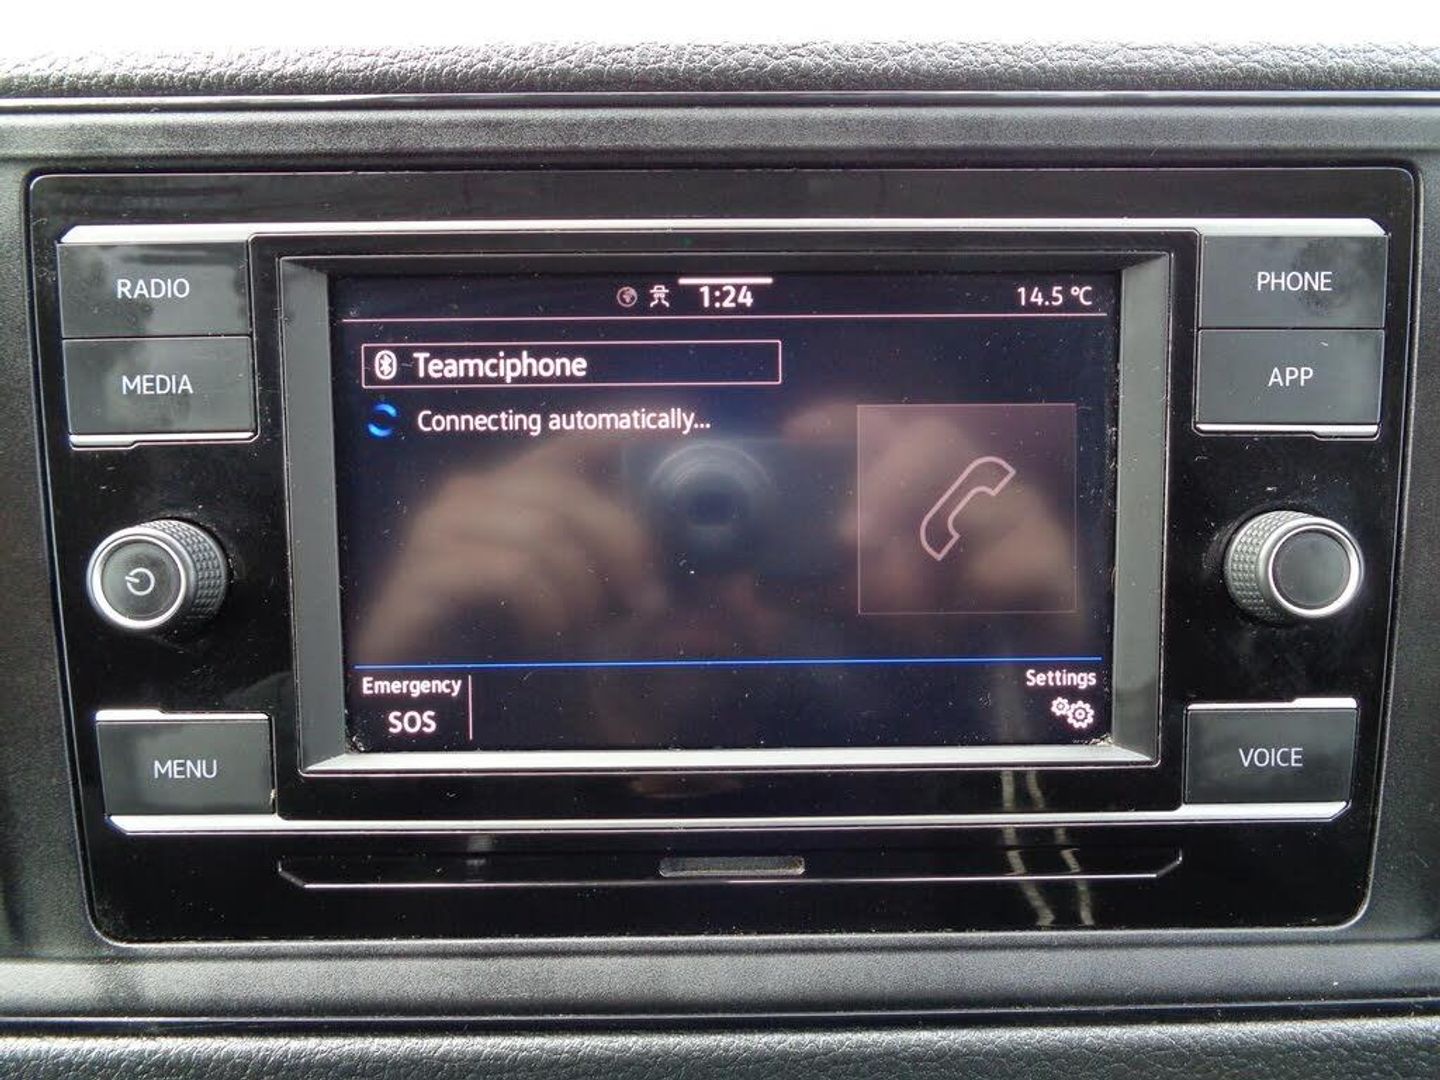 RADIO
MEDIA
MENU
1:24
14.5 °C
Teamciphone
Connecting automatically...
Emergency
SOS
Settings
PHONE
APP
VOICE